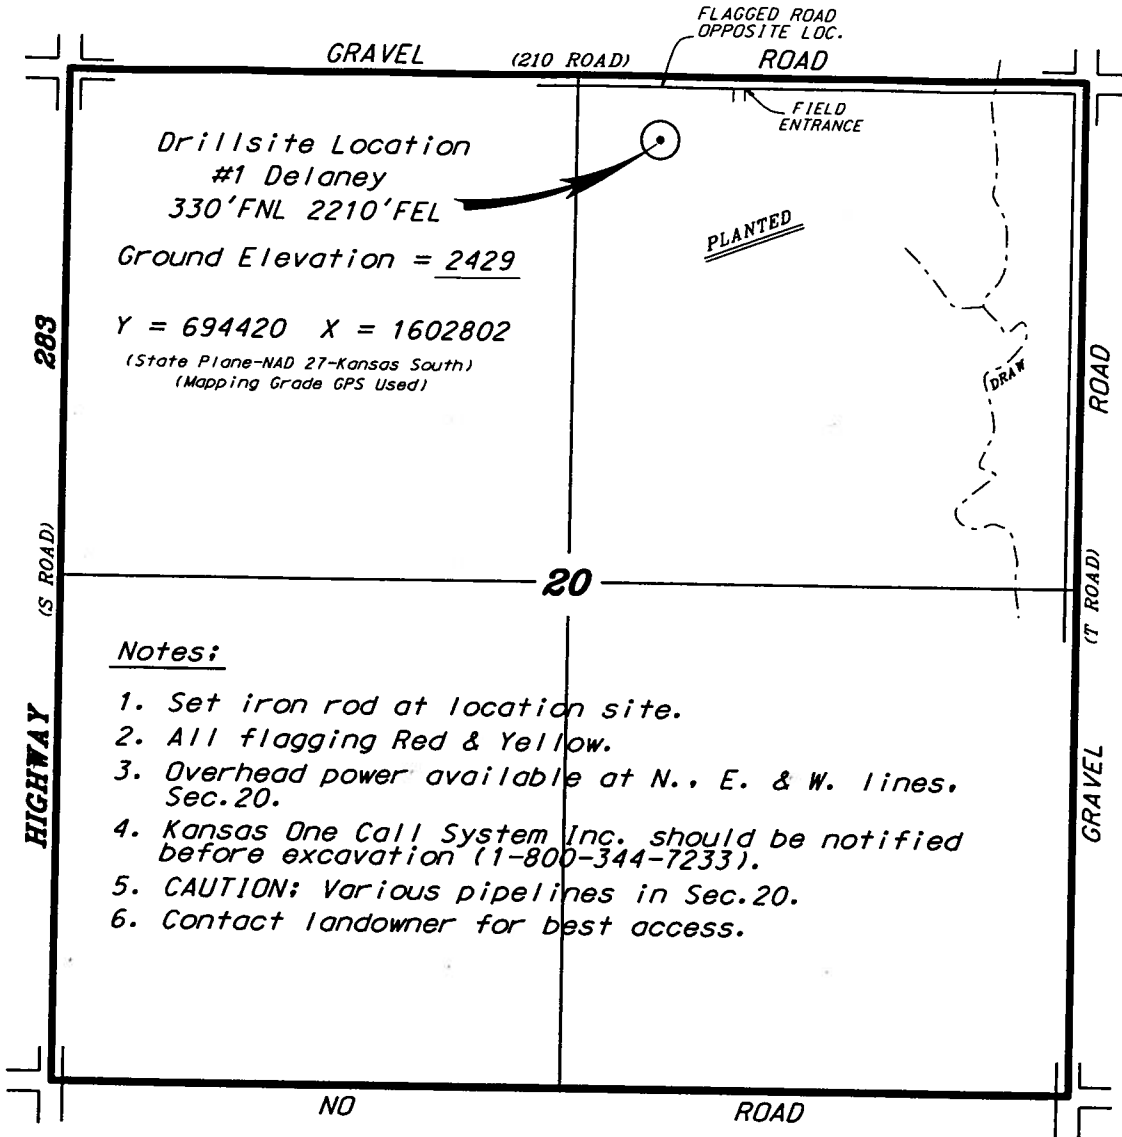 FLAGGED ROAD
OPPOSITE LOC.
GRAVEL (210 ROAD) ROAD
FIELD
ENTRANCE
Drillsite Location
#1 Delaney
330'FNL 2210'FEL
PLANTED
Ground Elevation = 2429
Y = 694420 X = 1602802
(State Plane-NAD 27-Kansas South)
(Mapping Grade GPS Used)
283
DRAW
ROAD
(S ROAD)
20
(T ROAD)
Notes:
1. Set iron rod at location site.
2. All flagging Red & Yellow.
3. Overhead power available at N., E. & W. lines,
Sec.20.
4. Kansas One Call System Inc. should be notified
before excavation (1-800-344-7233).
5. CAUTION: Various pipelines in Sec.20.
6. Contact landowner for best access.
HIGHWAY
GRAVEL
NO ROAD